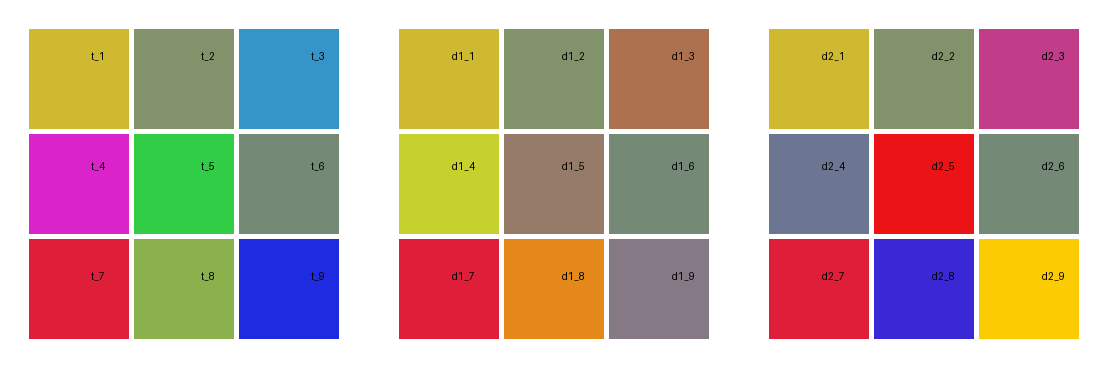 t_1 t_2 t_3 d1_1 d1_2 d1_3 d2_1 d2_2 d2_3
t_4 t_5 t_6 d1_4 d1_5 d1_6 d2_4 d2_5 d2_6
t_7 t_8 t_9 d1_7 d1_8 d1_9 d2_7 d2_8 d2_9